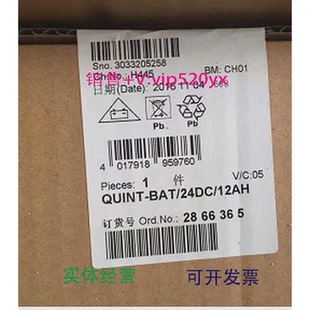 Sno. 3033205258
Ch.No.: H445
BM: CH01
日期(Date): 2016 11 04
销售+V:vip520yx
Pb Pb
4 017918 959760
Pieces: 1 件
V/C:05
QUINT-BAT/24DC/12AH
订货号 Ord.No.: 28 66 36 5
实体经营
可开发票